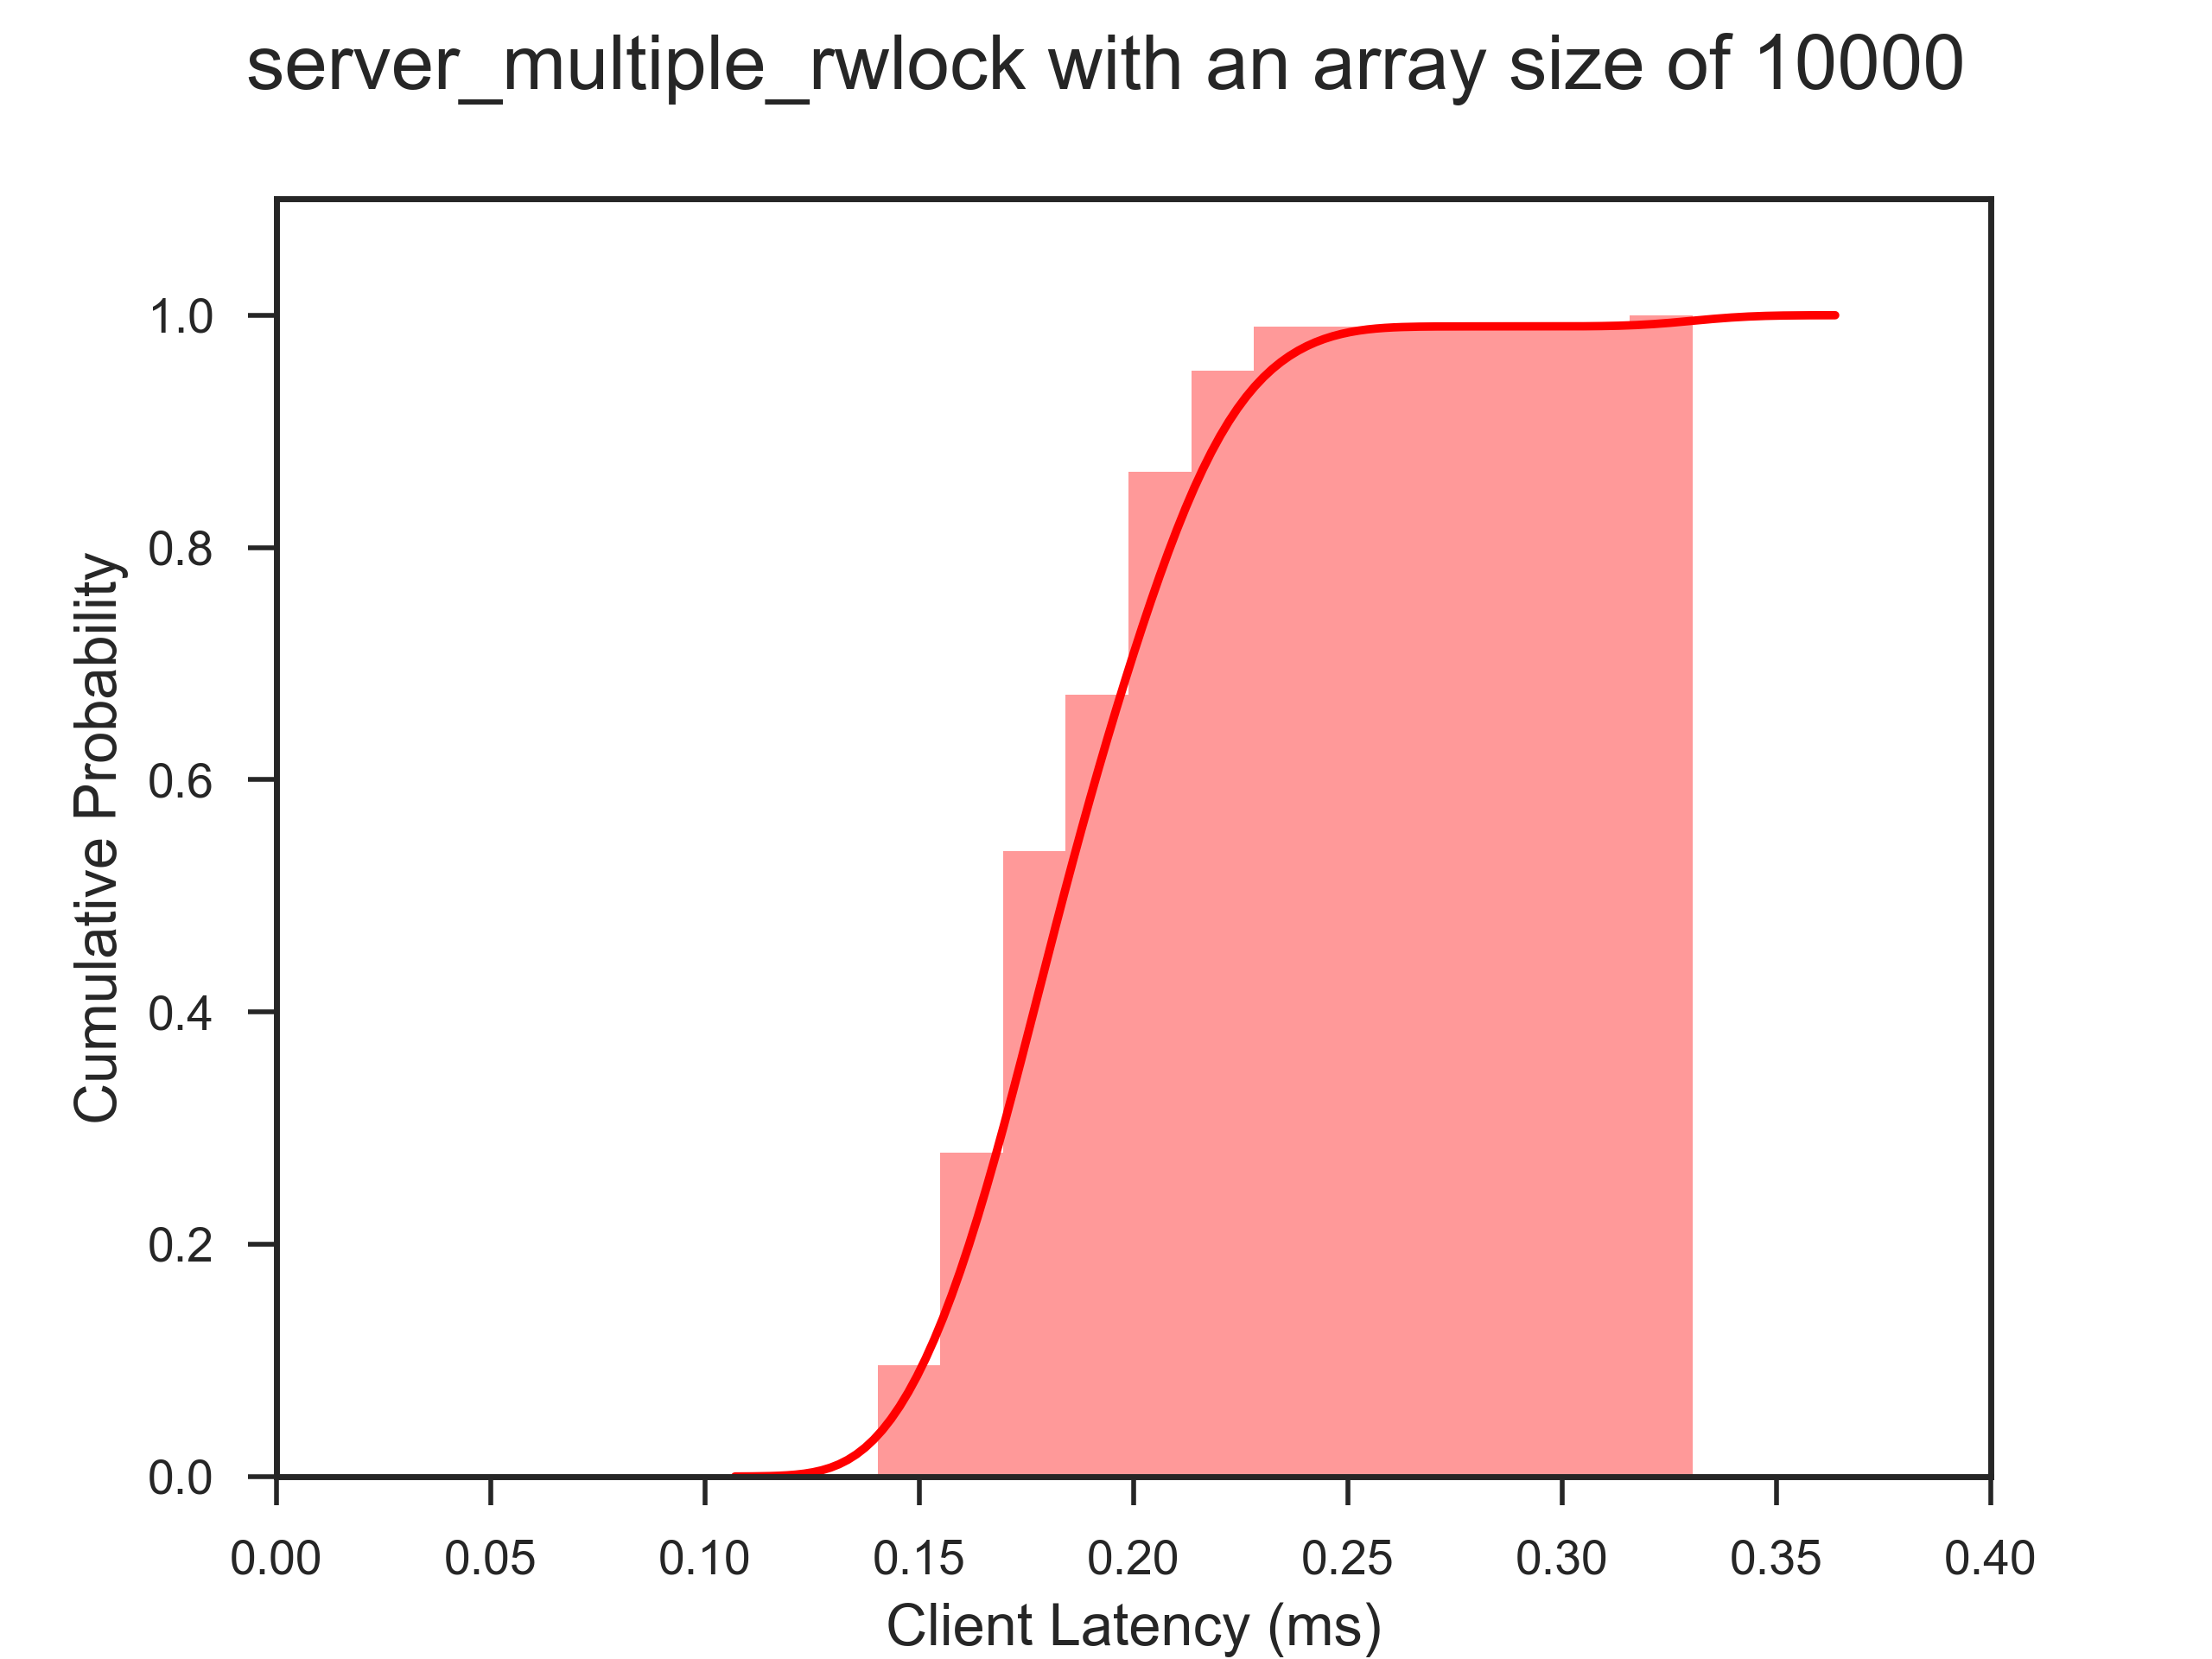 server_multiple_rwlock with an array size of 10000
Cumulative Probability
1.0
0.8
0.6
0.4
0.2
0.0
0.00 0.05 0.10 0.15 0.20 0.25 0.30 0.35 0.40
Client Latency (ms)